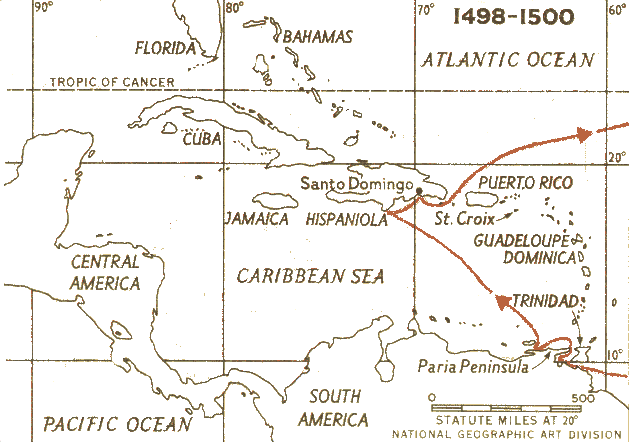 90°
80°
70°
60°
1498-1500
FLORIDA
BAHAMAS
ATLANTIC OCEAN
TROPIC OF CANCER
CUBA
20°
Santo Domingo
PUERTO RICO
JAMAICA
HISPANIOLA
St. Croix
GUADELOUPE
DOMINICA
CENTRAL
AMERICA
CARIBBEAN SEA
TRINIDAD
10°
Paria Peninsula
SOUTH
AMERICA
0
500
STATUTE MILES AT 20°
PACIFIC OCEAN
NATIONAL GEOGRAPHIC ART DIVISION